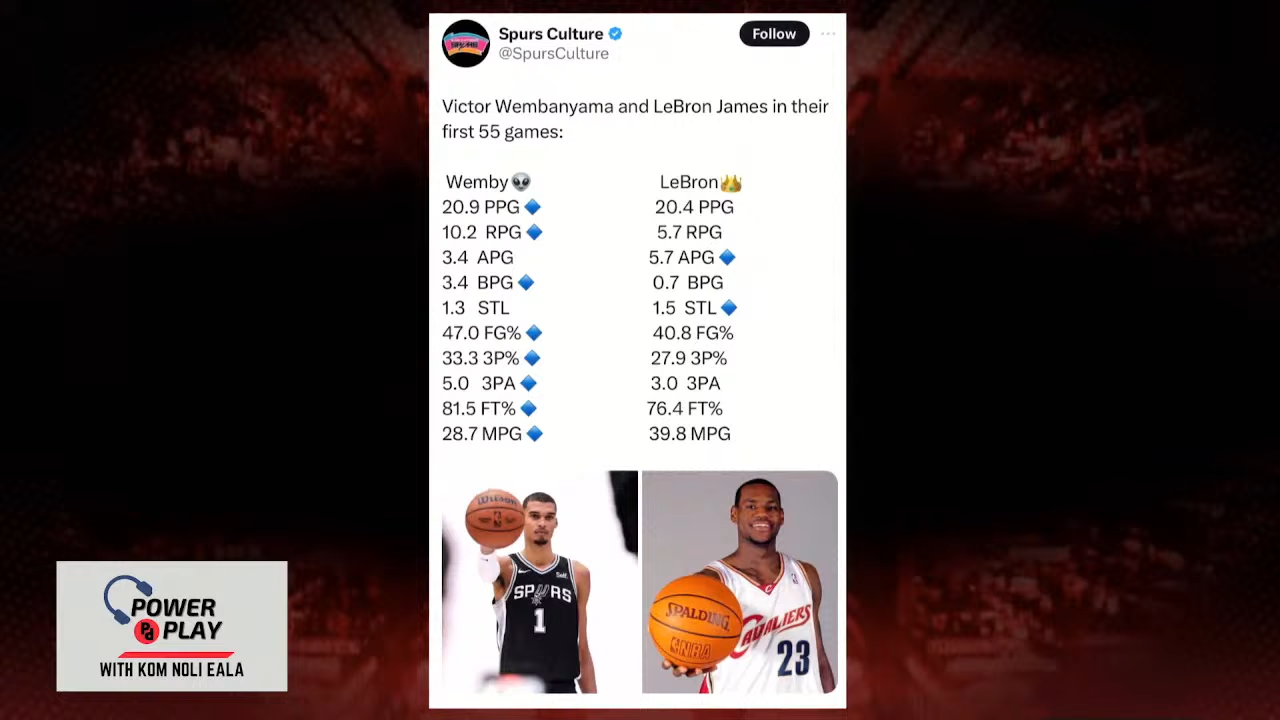 Spurs Culture
Follow
@SpursCulture
Victor Wembanyama and LeBron James in their
first 55 games:
Wemby👽 LeBron👑
20.9 PPG🔷 20.4 PPG
10.2 RPG🔷 5.7 RPG
3.4 APG 5.7 APG🔷
3.4 BPG🔷 0.7 BPG
1.3 STL 1.5 STL🔷
47.0 FG%🔷 40.8 FG%
33.3 3P%🔷 27.9 3P%
5.0 3PA🔷 3.0 3PA
81.5 FT%🔷 76.4 FT%
28.7 MPG🔷 39.8 MPG
Wilson
SPURS
1
SPALDING
NBA
CAVALIERS
23
POWER
PLAY
WITH KOM NOLI EALA